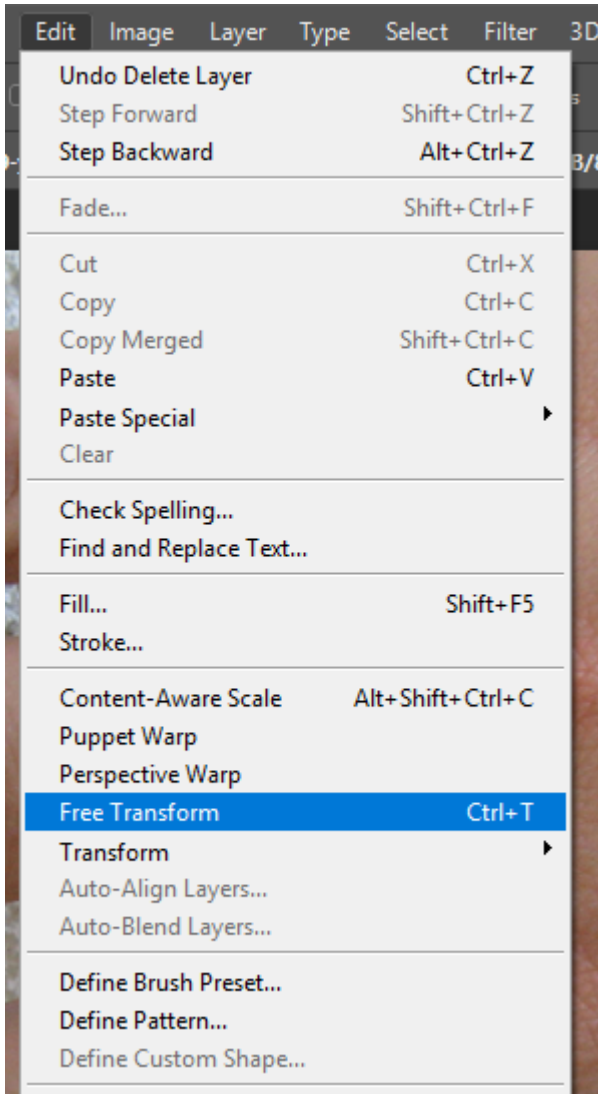 Edit Image Layer Type Select Filter 3D
Undo Delete Layer Ctrl+Z
Step Forward Shift+Ctrl+Z
Step Backward Alt+Ctrl+Z
Fade... Shift+Ctrl+F
Cut Ctrl+X
Copy Ctrl+C
Copy Merged Shift+Ctrl+C
Paste Ctrl+V
Paste Special
Clear
Check Spelling...
Find and Replace Text...
Fill... Shift+F5
Stroke...
Content-Aware Scale Alt+Shift+Ctrl+C
Puppet Warp
Perspective Warp
Free Transform Ctrl+T
Transform
Auto-Align Layers...
Auto-Blend Layers...
Define Brush Preset...
Define Pattern...
Define Custom Shape...